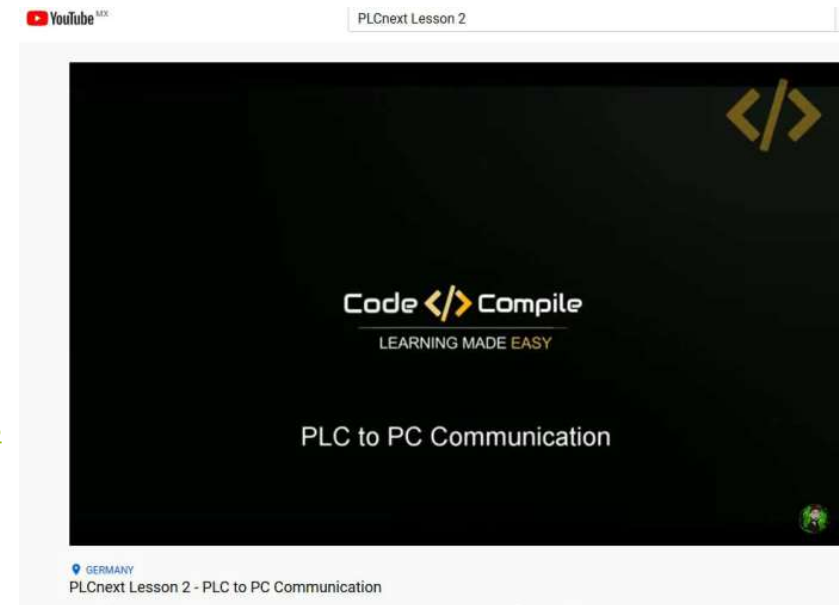 YouTube MX
PLCnext Lesson 2
</>
Code </> Compile
LEARNING MADE EASY
PLC to PC Communication
GERMANY
PLCnext Lesson 2 - PLC to PC Communication